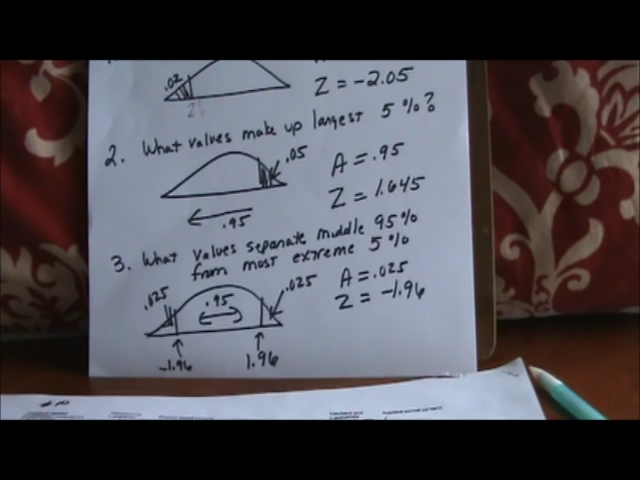 .02
Z = -2.05
2. What values make up largest 5%?
.05
A = .95
Z = 1.645
.95
3. What values separate middle 95%
from most extreme 5%
.025
.95
.025
A = .025
Z = -1.96
-1.96
1.96